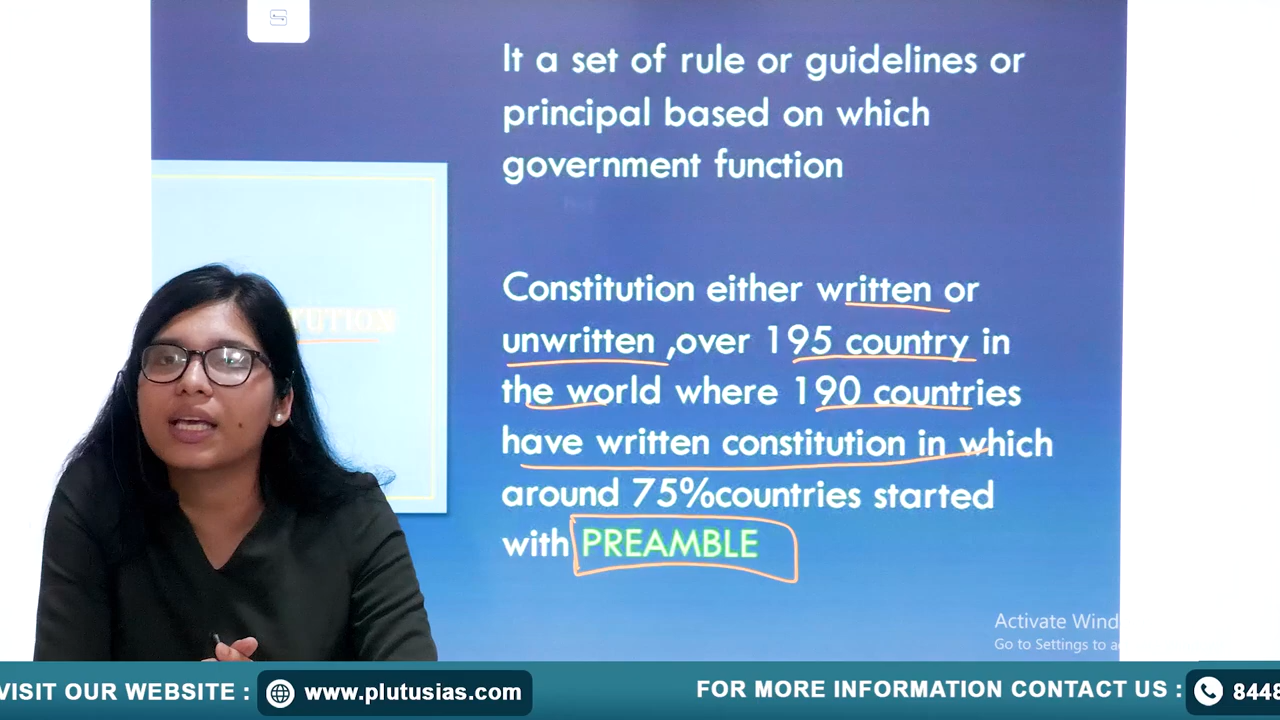 It a set of rule or guidelines or
principal based on which
government function
Constitution either written or
unwritten ,over 195 country in
the world where 190 countries
have written constitution in which
around 75%countries started
with PREAMBLE
Activate Wind
Go to Settings to a
VISIT OUR WEBSITE : www.plutusias.com
FOR MORE INFORMATION CONTACT US : 8448